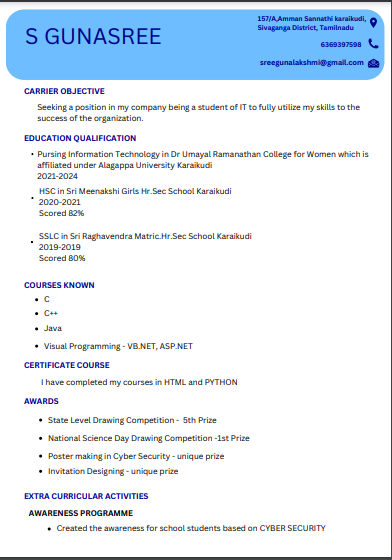 S GUNASREE
157/A,Amman Sannathi karaikudi,
Sivaganga District, Tamilnadu
6369397598
sreegunalakshmi@gmail.com
CARRIER OBJECTIVE
Seeking a position in my company being a student of IT to fully utilize my skills to the
success of the organization.
EDUCATION QUALIFICATION
• Pursing Information Technology in Dr Umayal Ramanathan College for Women which is
affiliated under Alagappa University Karaikudi
2021-2024
• HSC in Sri Meenakshi Girls Hr.Sec School Karaikudi
2020-2021
Scored 82%
• SSLC in Sri Raghavendra Matric.Hr.Sec School Karaikudi
2019-2019
Scored 80%
COURSES KNOWN
• C
• C++
• Java
• Visual Programming - VB.NET, ASP.NET
CERTIFICATE COURSE
I have completed my courses in HTML and PYTHON
AWARDS
• State Level Drawing Competition - 5th Prize
• National Science Day Drawing Competition -1st Prize
• Poster making in Cyber Security - unique prize
• Invitation Designing - unique prize
EXTRA CURRICULAR ACTIVITIES
AWARENESS PROGRAMME
• Created the awareness for school students based on CYBER SECURITY